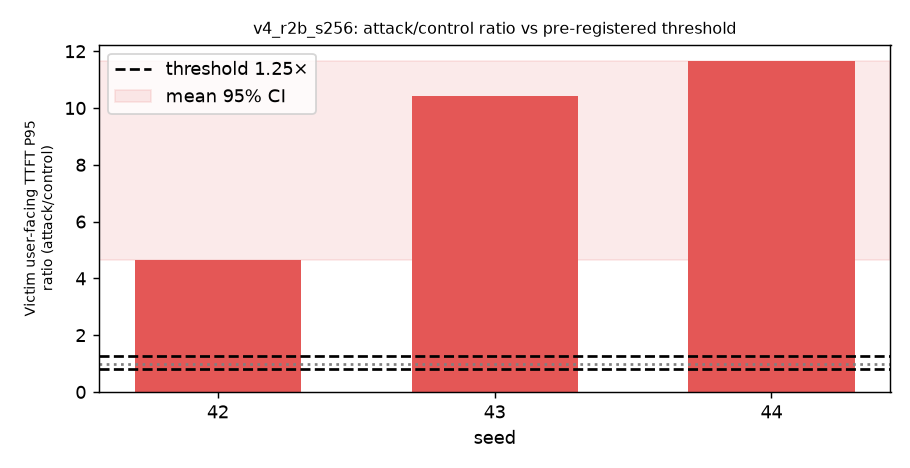 v4_r2b_s256: attack/control ratio vs pre-registered threshold
threshold 1.25×
mean 95% CI
Victim user-facing TTFT P95
ratio (attack/control)
12
10
8
6
4
2
0
42
43
44
seed